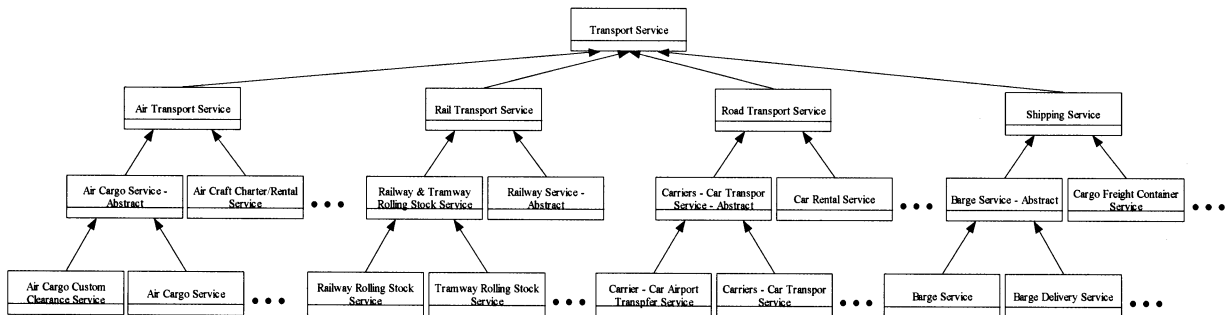 Transport Service
Air Transport Service
Rail Transport Service
Road Transport Service
Shipping Service
Air Cargo Service -
Abstract
Air Craft Charter/Rental
Service
Railway & Tramway
Rolling Stock Service
Railway Service -
Abstract
Carriers - Car Transpor
Service - Abstract
Car Rental Service
Barge Service - Abstract
Cargo Freight Container
Service
Air Cargo Custom
Clearance Service
Air Cargo Service
Railway Rolling Stock
Service
Tramway Rolling Stock
Service
Carrier - Car Airport
Transpfer Service
Carriers - Car Transpor
Service
Barge Service
Barge Delivery Service